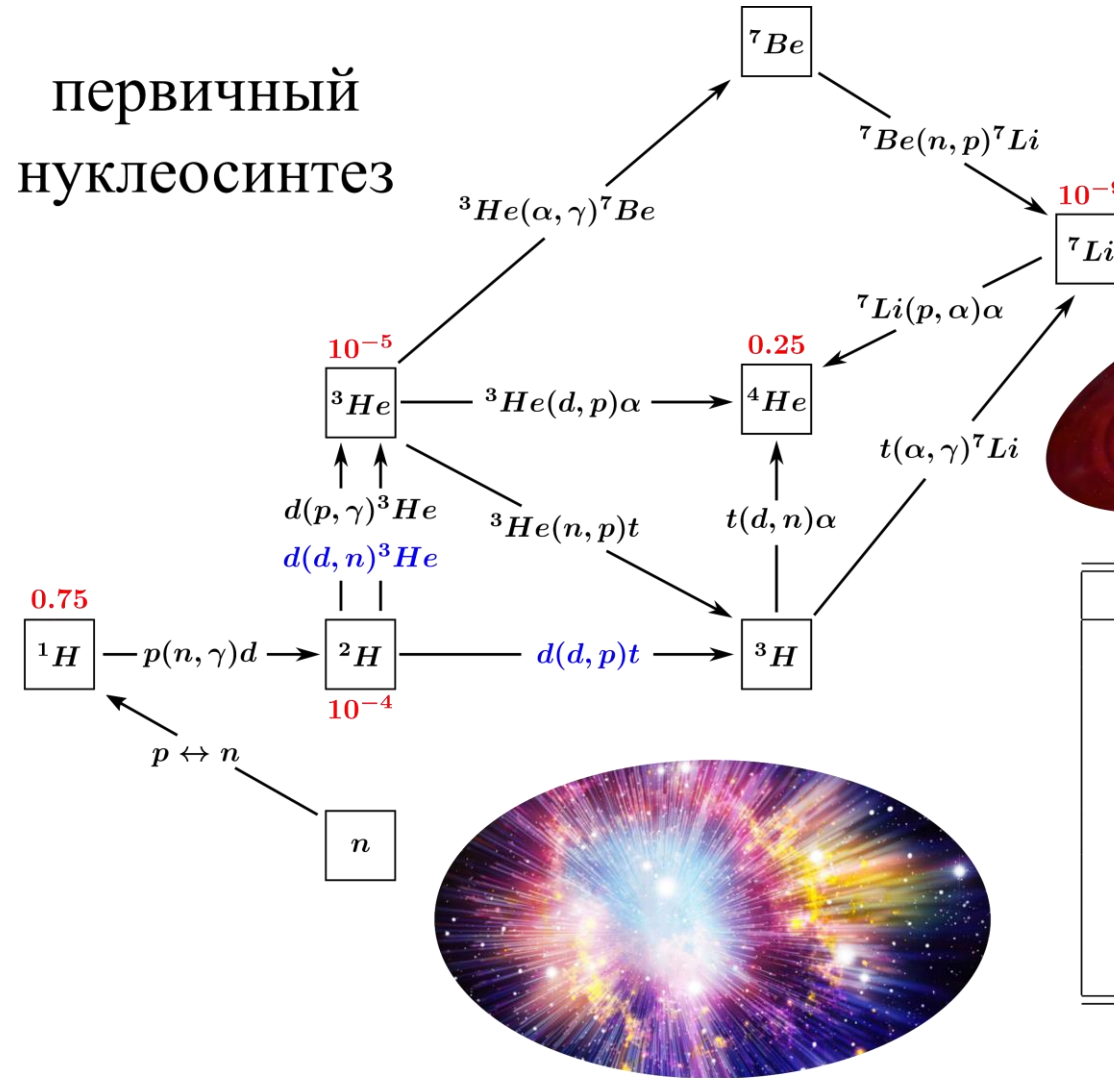 первичный
нуклеосинтез
⁷Be
⁷Be(n, p)⁷Li
³He(α, γ)⁷Be
⁷Li
⁷Li(p, α)α
10⁻⁵
0.25
³He
³He(d, p)α
⁴He
t(α, γ)⁷Li
d(p, γ)³He
³He(n, p)t
t(d, n)α
d(d, n)³He
0.75
¹H
p(n, γ)d
²H
d(d, p)t
³H
10⁻⁴
p ↔ n
n